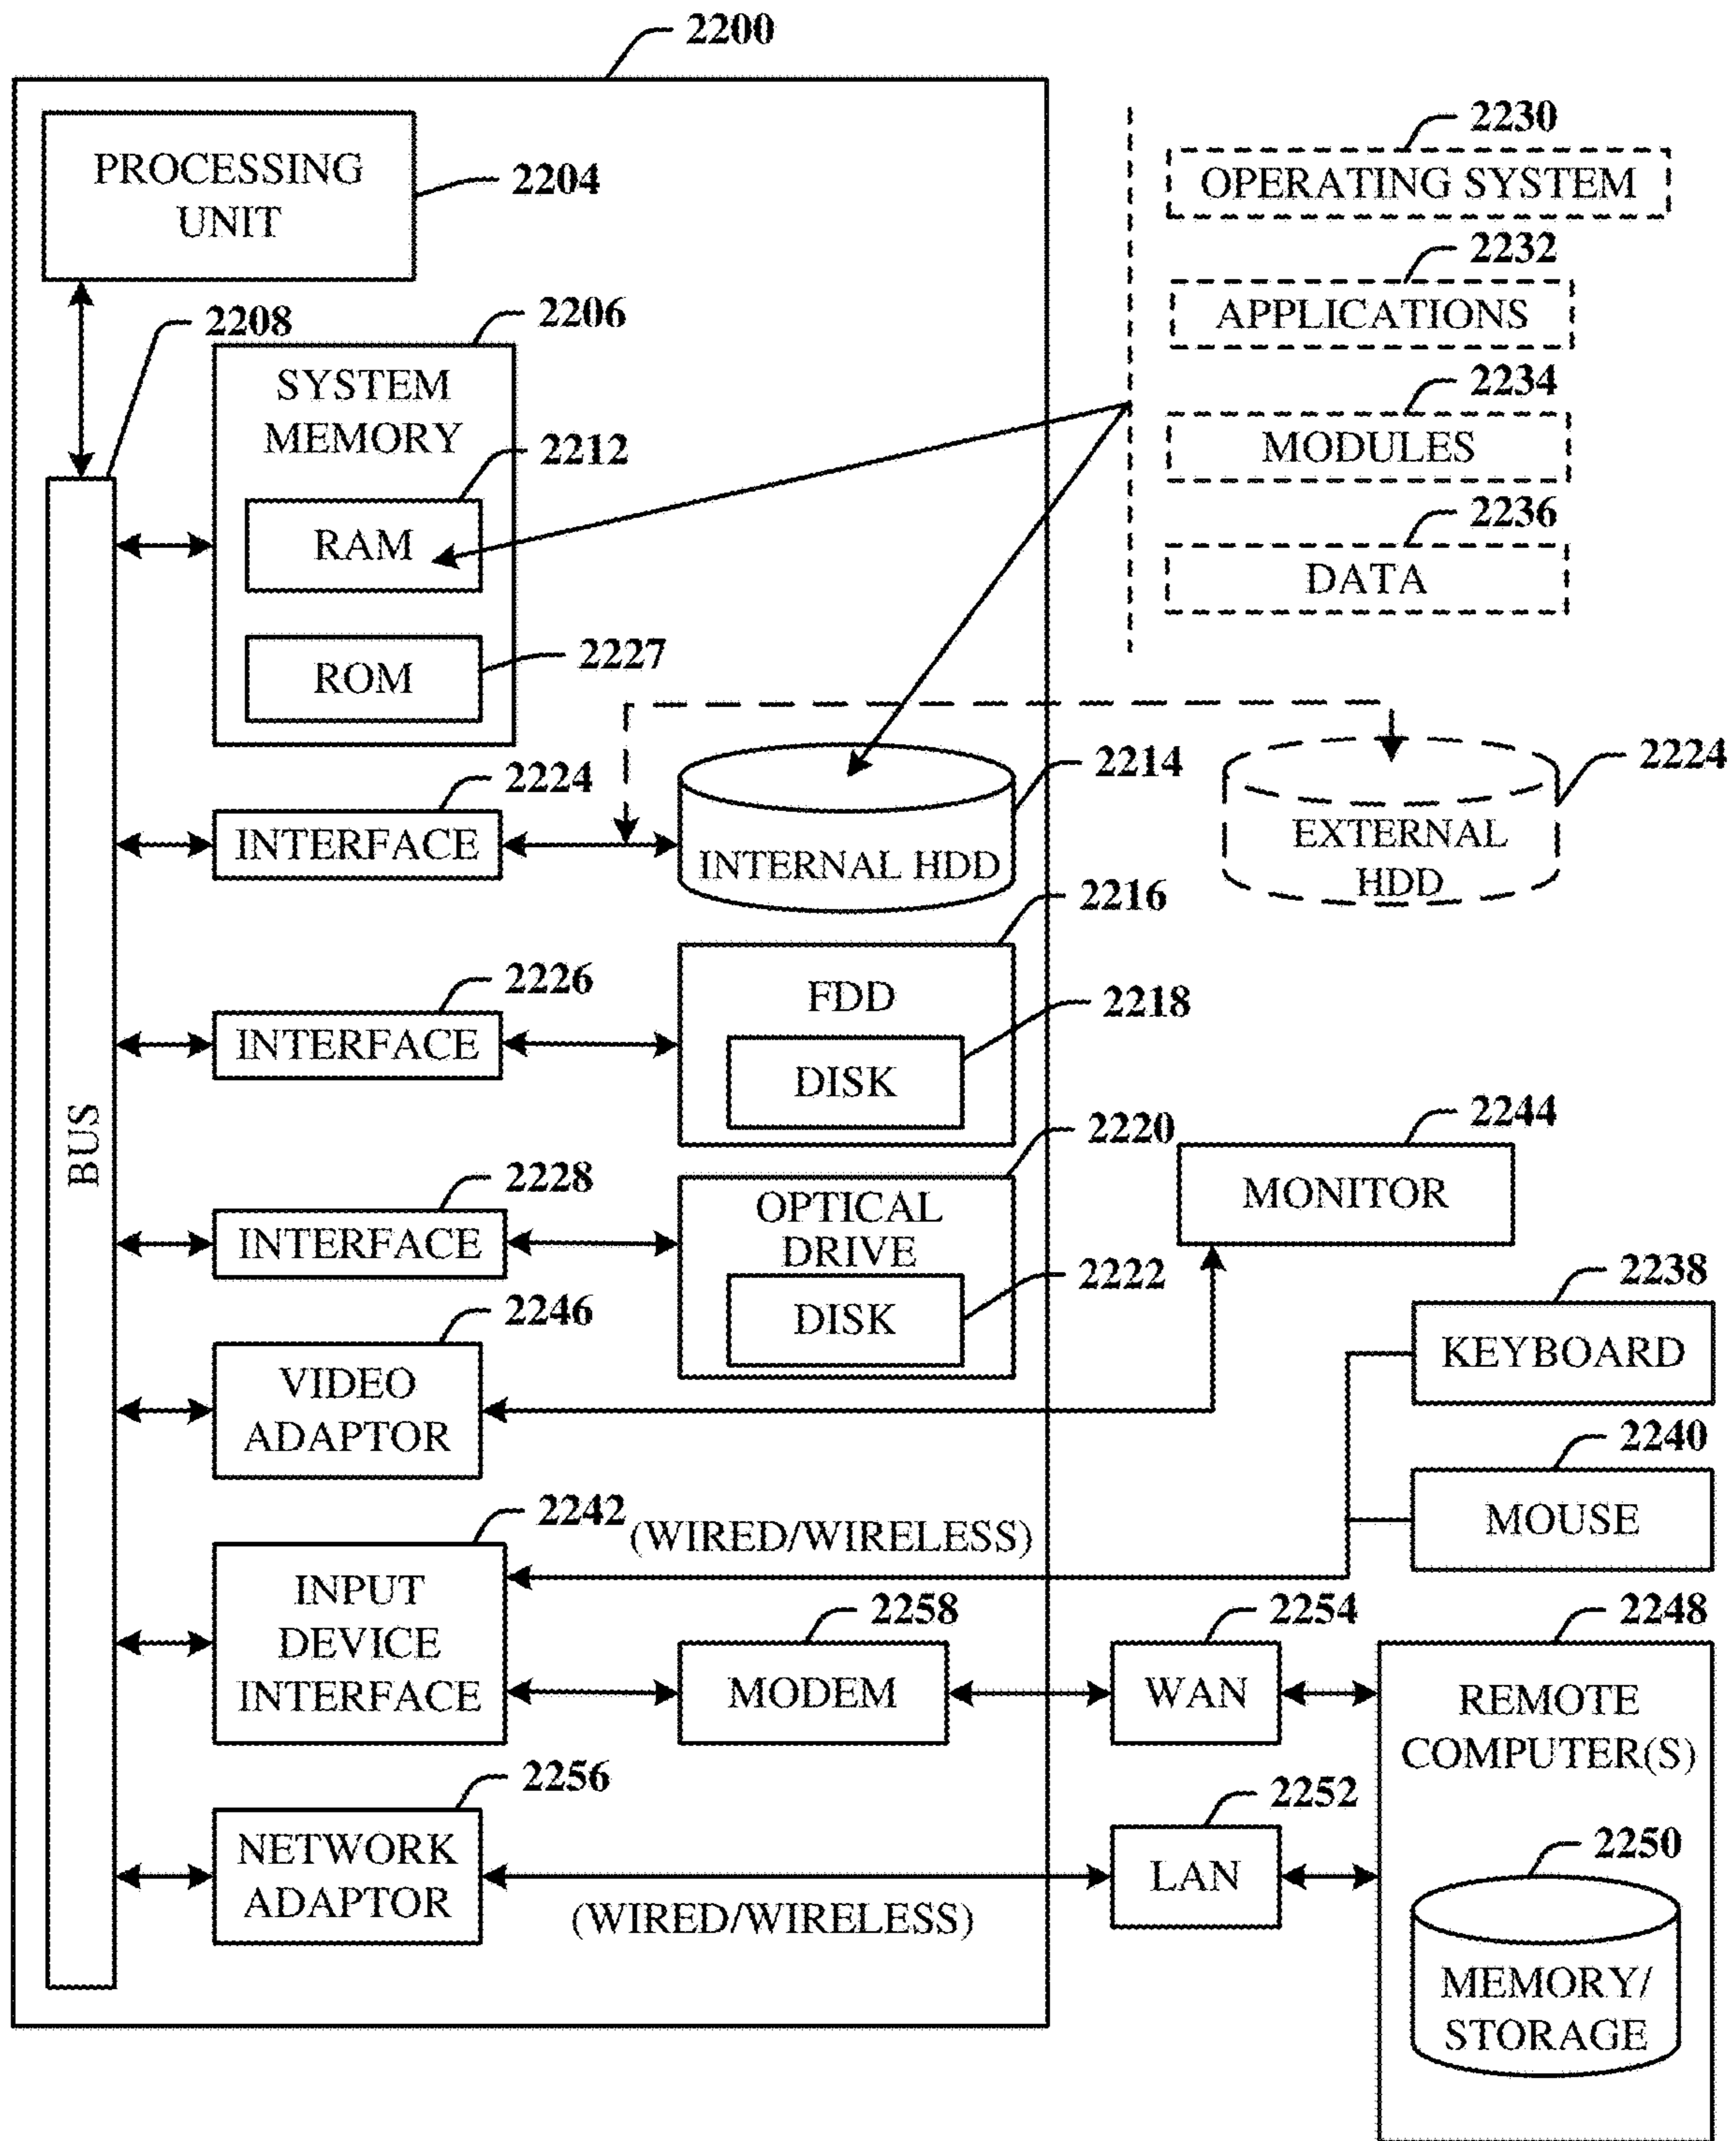 2200
PROCESSING
UNIT
2204
2230
OPERATING SYSTEM
2232
APPLICATIONS
2234
MODULES
2236
DATA
2208
2206
SYSTEM
MEMORY
2212
RAM
2227
ROM
2224
INTERFACE
2214
INTERNAL HDD
2224
EXTERNAL
HDD
2226
INTERFACE
2216
FDD
2218
DISK
BUS
2228
INTERFACE
2220
OPTICAL
DRIVE
2222
DISK
2244
MONITOR
2246
VIDEO
ADAPTOR
2238
KEYBOARD
2240
MOUSE
2242
(WIRED/WIRELESS)
INPUT
DEVICE
INTERFACE
2258
MODEM
2254
WAN
2248
REMOTE
COMPUTER(S)
2256
NETWORK
ADAPTOR
(WIRED/WIRELESS)
2252
LAN
2250
MEMORY/
STORAGE